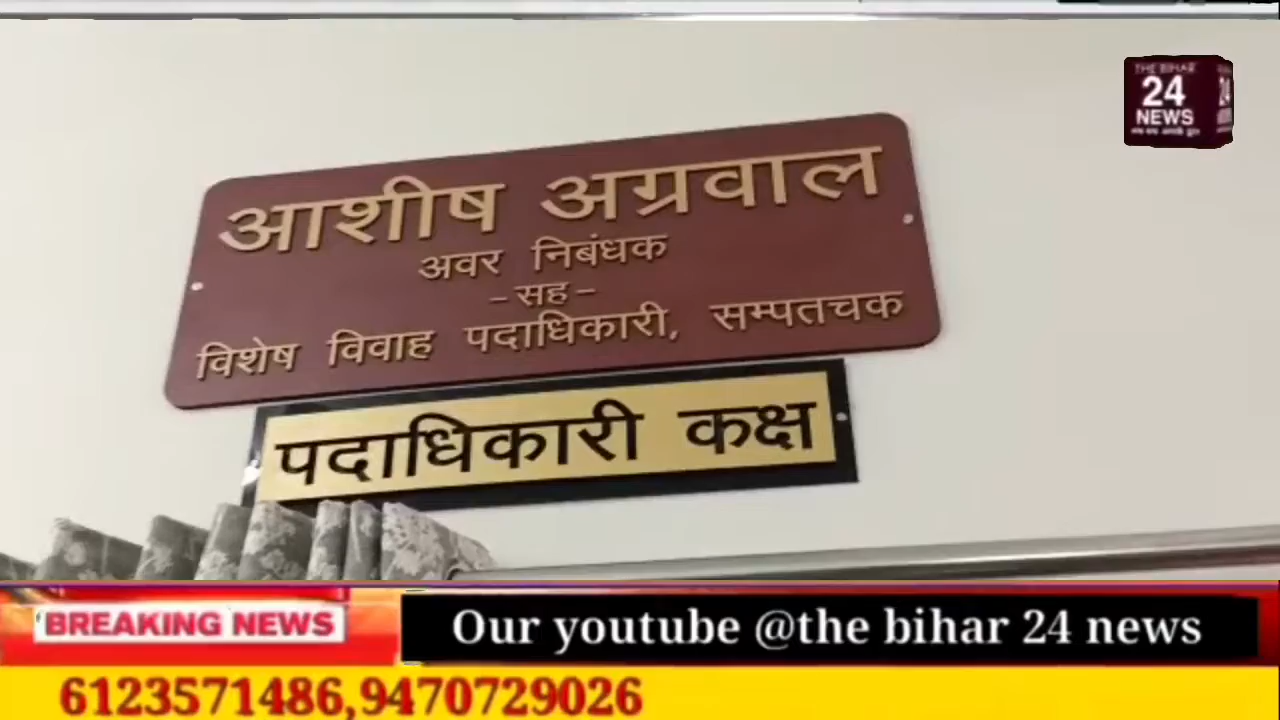 THE BIHAR
24
NEWS
24
आशीष अग्रवाल
अवर निबंधक
-सह-
विशेष विवाह पदाधिकारी, सम्पतचक
पदाधिकारी कक्ष
BREAKING NEWS
Our youtube @the bihar 24 news
6123571486,9470729026